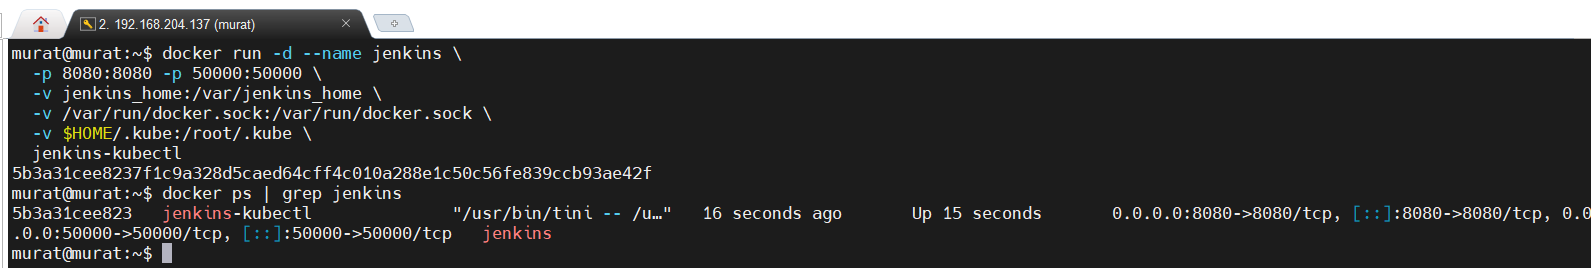 2. 192.168.204.137 (murat)
murat@murat:~$ docker run -d --name jenkins \
  -p 8080:8080 -p 50000:50000 \
  -v jenkins_home:/var/jenkins_home \
  -v /var/run/docker.sock:/var/run/docker.sock \
  -v $HOME/.kube:/root/.kube \
  jenkins-kubectl
5b3a31cee8237f1c9a328d5caed64cff4c010a288e1c50c56fe839ccb93ae42f
murat@murat:~$ docker ps | grep jenkins
5b3a31cee823   jenkins-kubectl              "/usr/bin/tini -- /u…"   16 seconds ago       Up 15 seconds       0.0.0.0:8080->8080/tcp, [::]:8080->8080/tcp, 0.0
.0.0:50000->50000/tcp, [::]:50000->50000/tcp   jenkins
murat@murat:~$